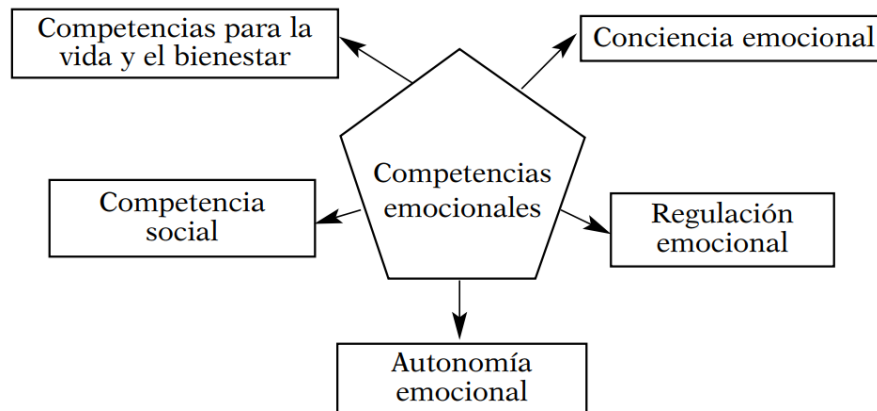 Competencias para la
vida y el bienestar
Conciencia emocional
Competencias
emocionales
Competencia
social
Regulación
emocional
Autonomía
emocional